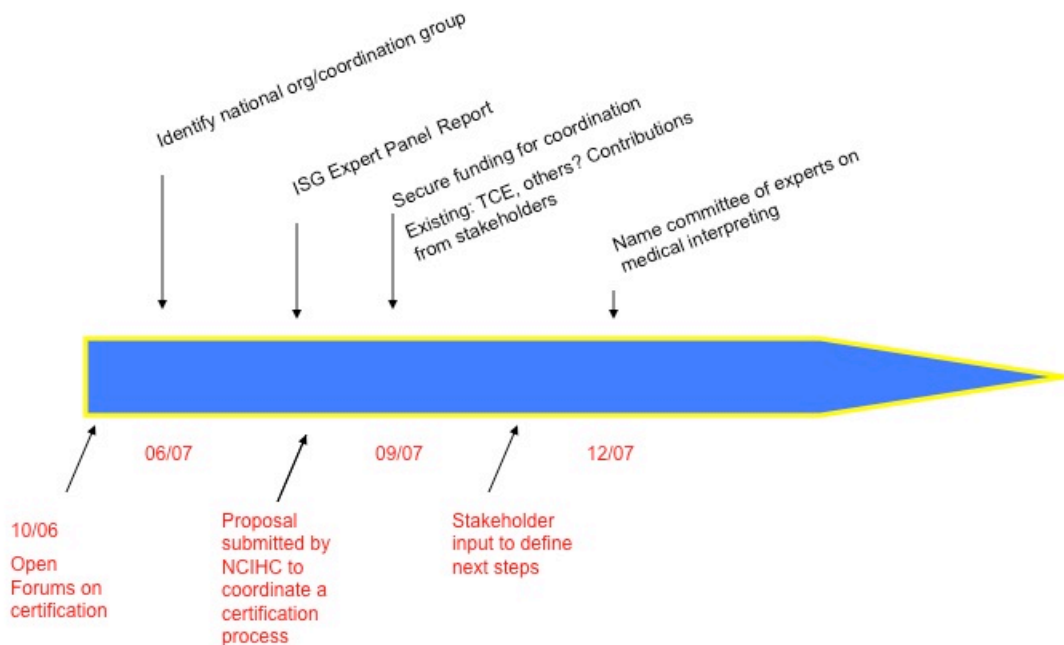 Identify national org/coordination group
ISG Expert Panel Report
Secure funding for coordination
Existing: TCE, others? Contributions
from stakeholders
Name committee of experts on
medical interpreting
06/07
09/07
12/07
10/06
Open
Forums on
certification
Proposal
submitted by
NCIHC to
coordinate a
certification
process
Stakeholder
input to define
next steps